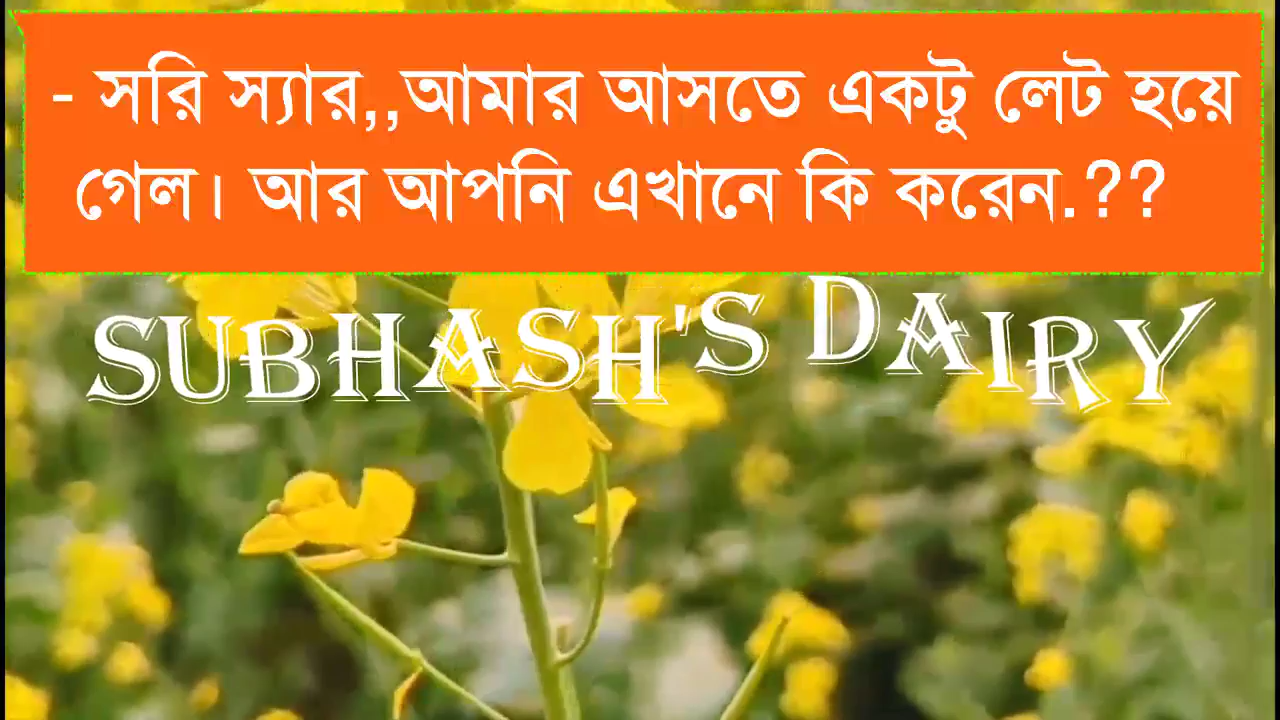 - সরি স্যার,,আমার আসতে একটু লেট হয়ে
গেল। আর আপনি এখানে কি করেন.??
SUBHASH'S DAIRY